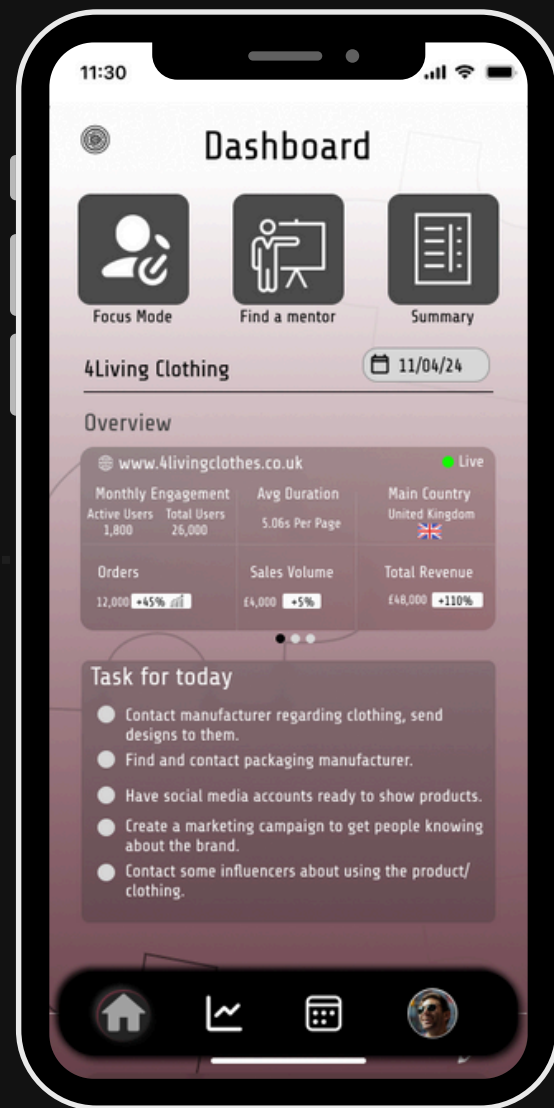 11:30
Dashboard
Focus Mode
Find a mentor
Summary
4Living Clothing
11/04/24
Overview
www.4livingclothes.co.uk
Live
Monthly Engagement
Active Users Total Users
1,800 26,000
Avg Duration
5.06s Per Page
Main Country
United Kingdom
Orders
12,000 +45%
Sales Volume
£4,000 +5%
Total Revenue
£48,000 +110%
Task for today
Contact manufacturer regarding clothing, send
designs to them.
Find and contact packaging manufacturer.
Have social media accounts ready to show products.
Create a marketing campaign to get people knowing
about the brand.
Contact some influencers about using the product/
clothing.